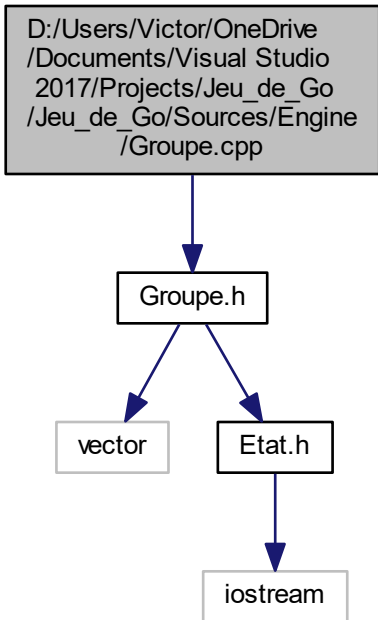 D:/Users/Victor/OneDrive
/Documents/Visual Studio
2017/Projects/Jeu_de_Go
/Jeu_de_Go/Sources/Engine
/Groupe.cpp
Groupe.h
vector
Etat.h
iostream